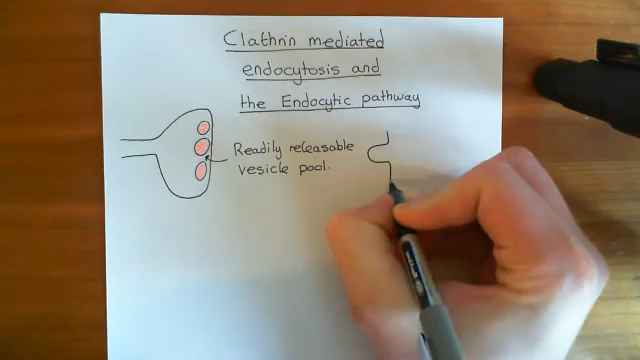 Clathrin mediated
endocytosis and
the Endocytic pathway
Readily releasable
vesicle pool.